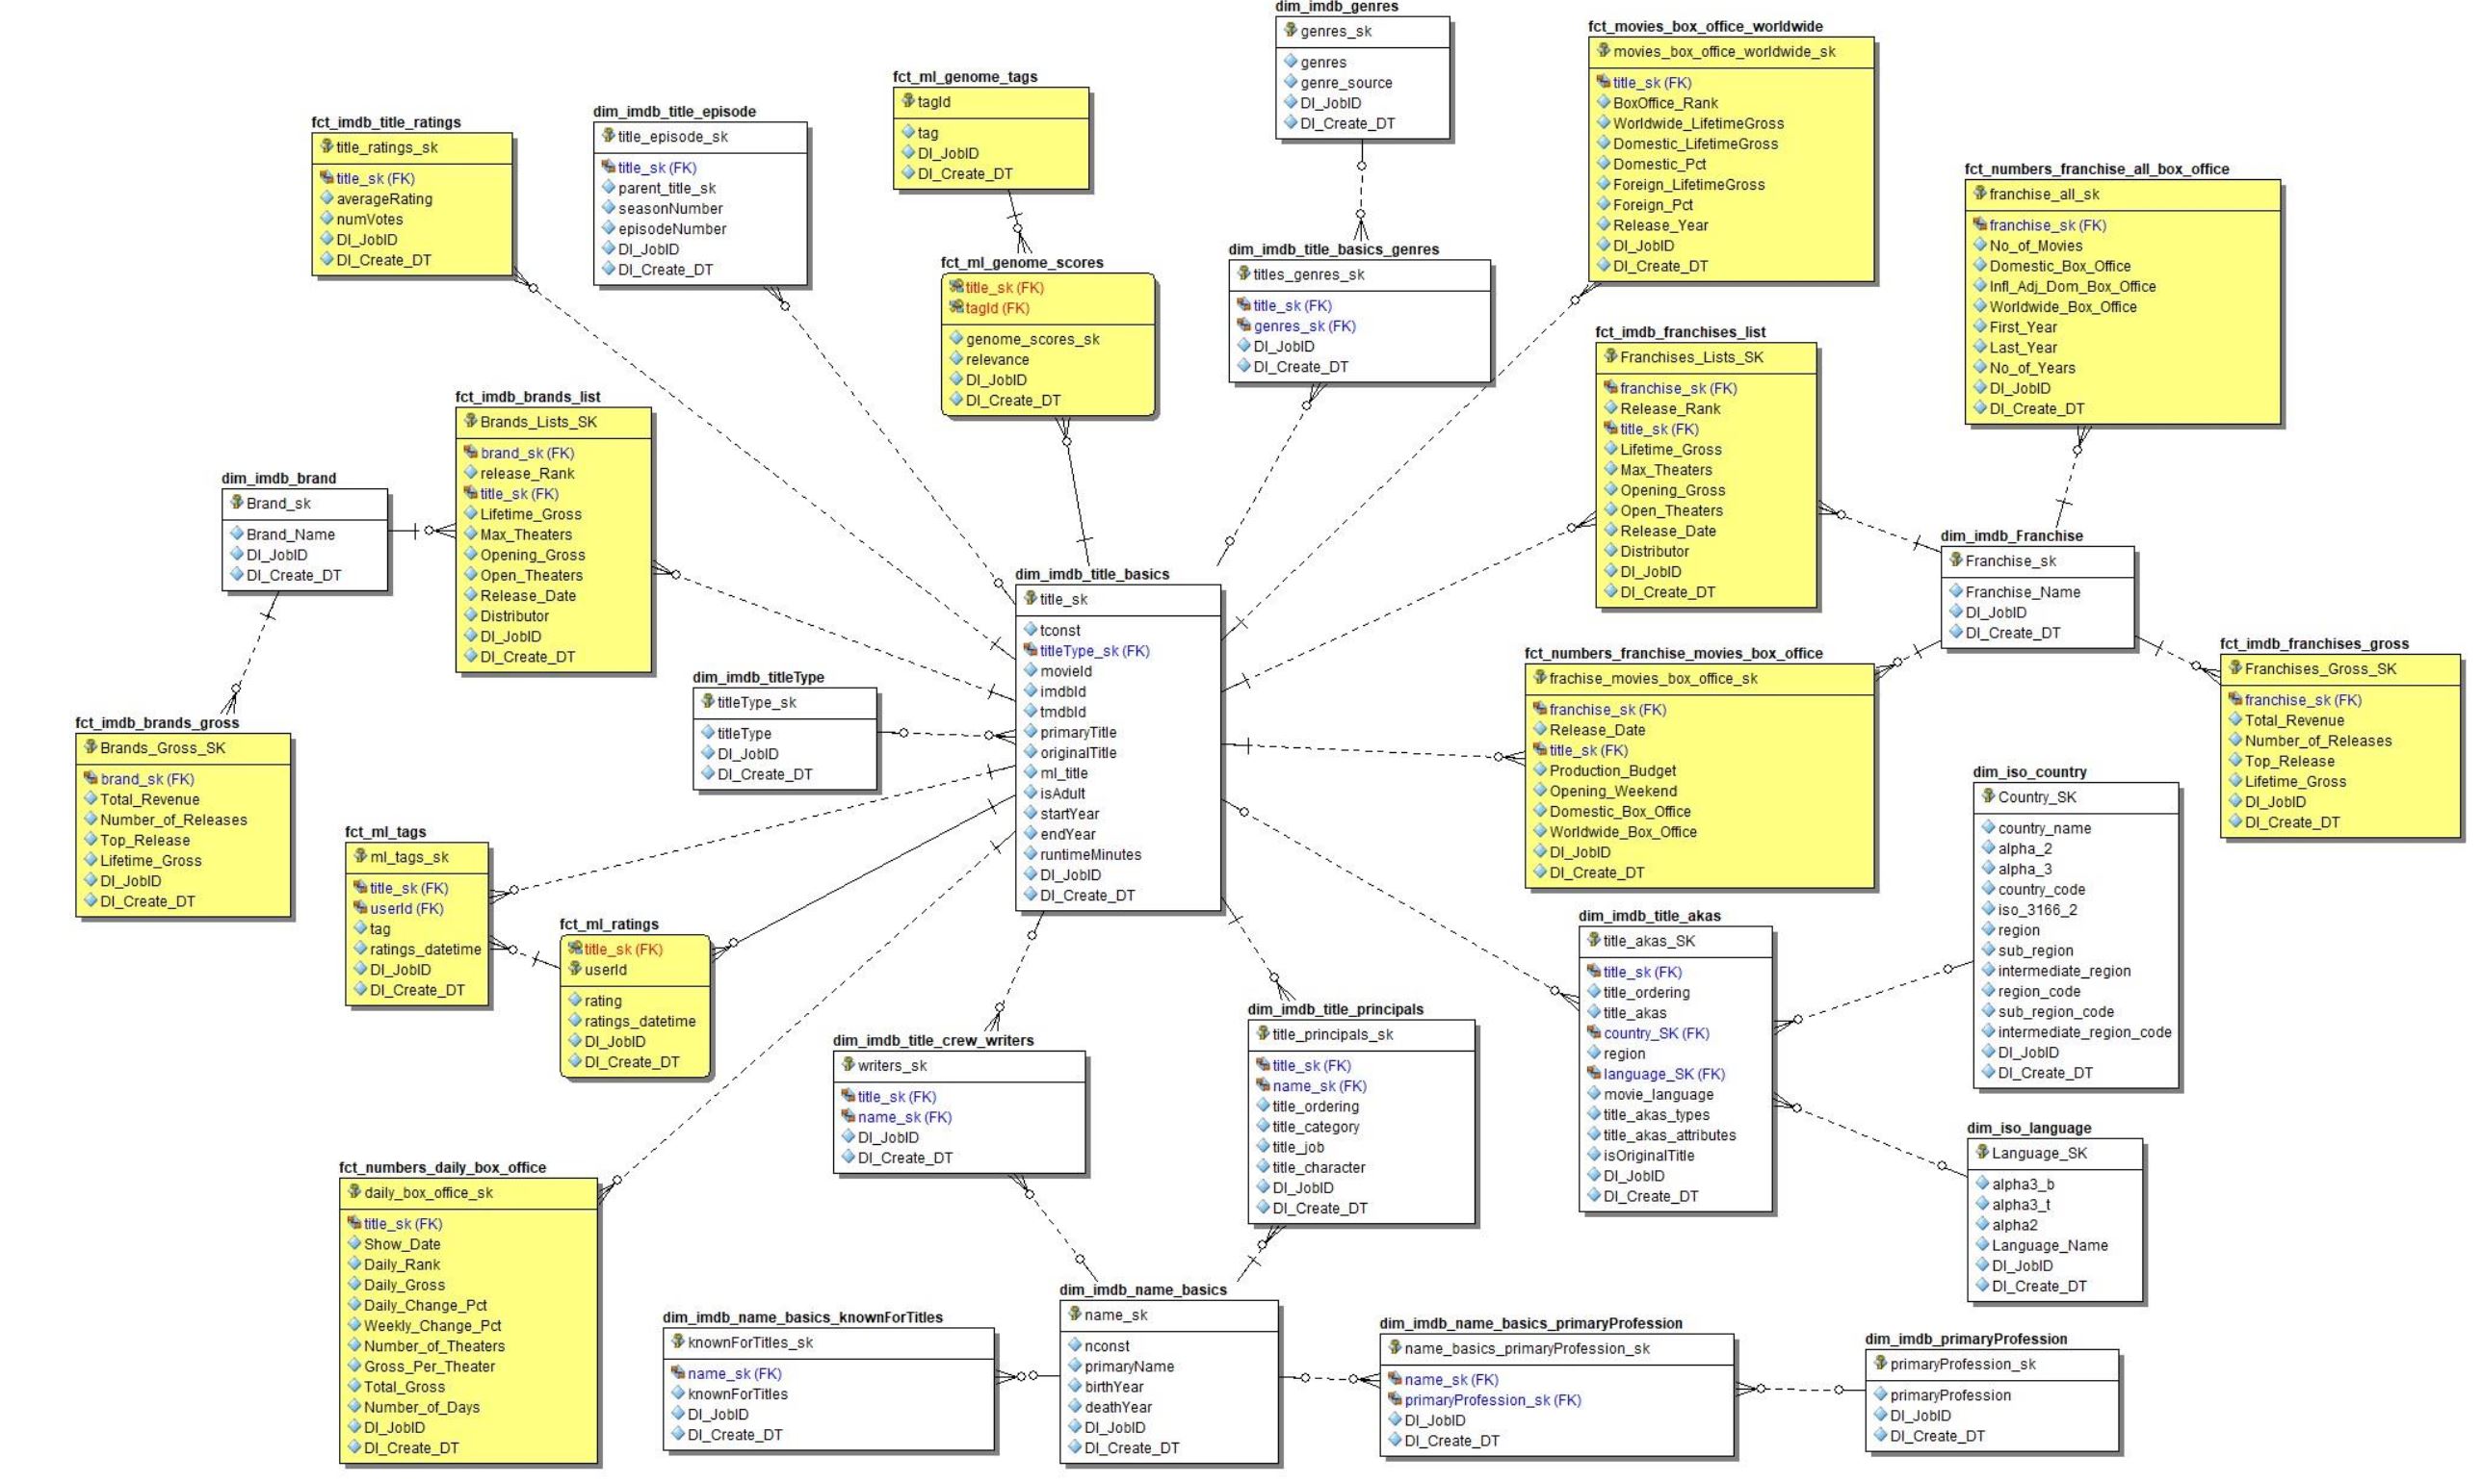 dim_imdb_genres
genres_sk
genres
genre_source
DI_JobID
DI_Create_DT
fct_movies_box_office_worldwide
movies_box_office_worldwide_sk
title_sk (FK)
BoxOffice_Rank
Worldwide_LifetimeGross
Domestic_LifetimeGross
Domestic_Pct
Foreign_LifetimeGross
Foreign_Pct
Release_Year
DI_JobID
DI_Create_DT
fct_ml_genome_tags
tagId
tag
DI_JobID
DI_Create_DT
dim_imdb_title_episode
title_episode_sk
title_sk (FK)
parent_title_sk
seasonNumber
episodeNumber
DI_JobID
DI_Create_DT
fct_imdb_title_ratings
title_ratings_sk
title_sk (FK)
averageRating
numVotes
DI_JobID
DI_Create_DT
fct_numbers_franchise_all_box_office
franchise_all_sk
franchise_sk (FK)
No_of_Movies
Domestic_Box_Office
Infl_Adj_Dom_Box_Office
Worldwide_Box_Office
First_Year
Last_Year
No_of_Years
DI_JobID
DI_Create_DT
dim_imdb_title_basics_genres
titles_genres_sk
title_sk (FK)
genres_sk (FK)
DI_JobID
DI_Create_DT
fct_ml_genome_scores
title_sk (FK)
tagId (FK)
genome_scores_sk
relevance
DI_JobID
DI_Create_DT
fct_imdb_franchises_list
Franchises_Lists_SK
franchise_sk (FK)
Release_Rank
title_sk (FK)
Lifetime_Gross
Max_Theaters
Opening_Gross
Open_Theaters
Release_Date
Distributor
DI_JobID
DI_Create_DT
fct_imdb_brands_list
Brands_Lists_SK
brand_sk (FK)
release_Rank
title_sk (FK)
Lifetime_Gross
Max_Theaters
Opening_Gross
Open_Theaters
Release_Date
Distributor
DI_JobID
DI_Create_DT
dim_imdb_brand
Brand_sk
Brand_Name
DI_JobID
DI_Create_DT
dim_imdb_Franchise
Franchise_sk
Franchise_Name
DI_JobID
DI_Create_DT
dim_imdb_title_basics
title_sk
tconst
titleType_sk (FK)
movieId
imdbId
tmdbId
primaryTitle
originalTitle
ml_title
isAdult
startYear
endYear
runtimeMinutes
DI_JobID
DI_Create_DT
fct_imdb_franchises_gross
Franchises_Gross_SK
franchise_sk (FK)
Total_Revenue
Number_of_Releases
Top_Release
Lifetime_Gross
DI_JobID
DI_Create_DT
fct_numbers_franchise_movies_box_office
frachise_movies_box_office_sk
franchise_sk (FK)
Release_Date
title_sk (FK)
Production_Budget
Opening_Weekend
Domestic_Box_Office
Worldwide_Box_Office
DI_JobID
DI_Create_DT
dim_imdb_titleType
titleType_sk
titleType
DI_JobID
DI_Create_DT
fct_imdb_brands_gross
Brands_Gross_SK
brand_sk (FK)
Total_Revenue
Number_of_Releases
Top_Release
Lifetime_Gross
DI_JobID
DI_Create_DT
dim_iso_country
Country_SK
country_name
alpha_2
alpha_3
country_code
iso_3166_2
region
sub_region
intermediate_region
region_code
sub_region_code
intermediate_region_code
DI_JobID
DI_Create_DT
fct_ml_tags
ml_tags_sk
title_sk (FK)
userId (FK)
tag
ratings_datetime
DI_JobID
DI_Create_DT
fct_ml_ratings
title_sk (FK)
userId
rating
ratings_datetime
DI_JobID
DI_Create_DT
dim_imdb_title_akas
title_akas_SK
title_sk (FK)
title_ordering
title_akas
country_SK (FK)
region
language_SK (FK)
movie_language
title_akas_types
title_akas_attributes
isOriginalTitle
DI_JobID
DI_Create_DT
dim_imdb_title_principals
title_principals_sk
title_sk (FK)
name_sk (FK)
title_ordering
title_category
title_job
title_character
DI_JobID
DI_Create_DT
dim_imdb_title_crew_writers
writers_sk
title_sk (FK)
name_sk (FK)
DI_JobID
DI_Create_DT
dim_iso_language
Language_SK
alpha3_b
alpha3_t
alpha2
Language_Name
DI_JobID
DI_Create_DT
fct_numbers_daily_box_office
daily_box_office_sk
title_sk (FK)
Show_Date
Daily_Rank
Daily_Gross
Daily_Change_Pct
Weekly_Change_Pct
Number_of_Theaters
Gross_Per_Theater
Total_Gross
Number_of_Days
DI_JobID
DI_Create_DT
dim_imdb_name_basics
name_sk
nconst
primaryName
birthYear
deathYear
DI_JobID
DI_Create_DT
dim_imdb_name_basics_knownForTitles
knownForTitles_sk
name_sk (FK)
knownForTitles
DI_JobID
DI_Create_DT
dim_imdb_name_basics_primaryProfession
name_basics_primaryProfession_sk
name_sk (FK)
primaryProfession_sk (FK)
DI_JobID
DI_Create_DT
dim_imdb_primaryProfession
primaryProfession_sk
primaryProfession
DI_JobID
DI_Create_DT